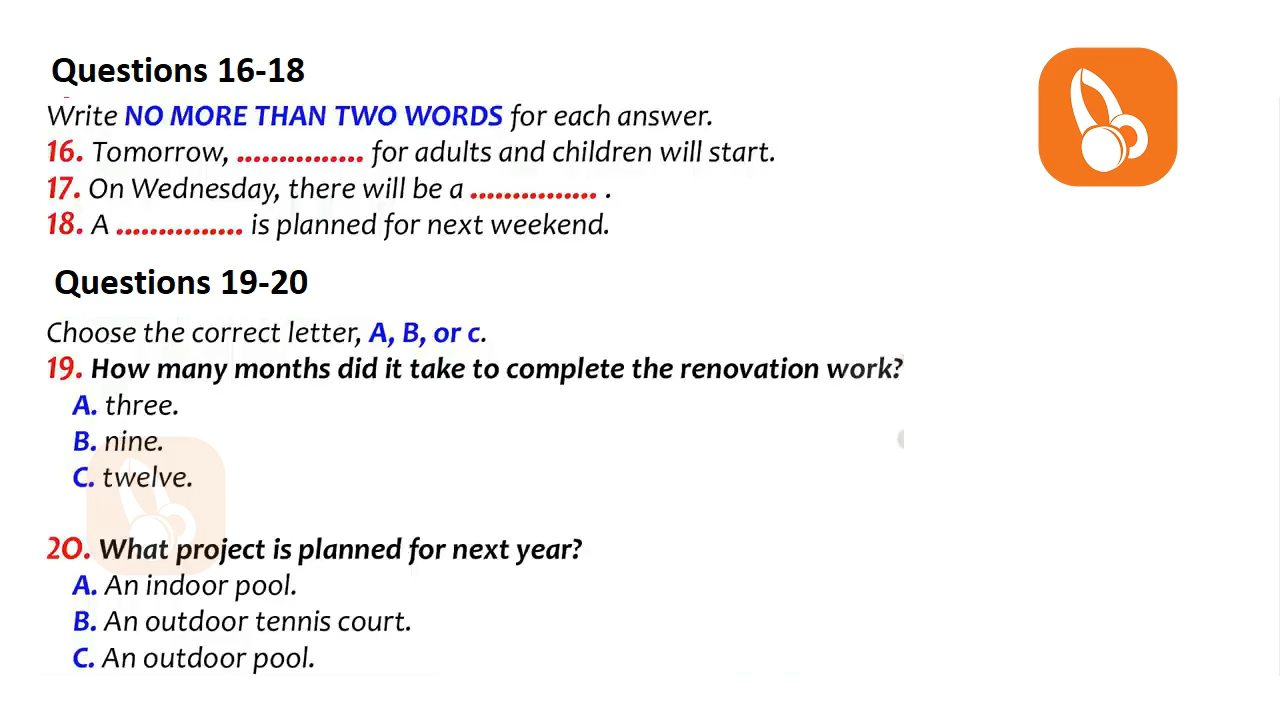 Questions 16-18
Write NO MORE THAN TWO WORDS for each answer.
16. Tomorrow, ............... for adults and children will start.
17. On Wednesday, there will be a ............... .
18. A ............... is planned for next weekend.
Questions 19-20
Choose the correct letter, A, B, or c.
19. How many months did it take to complete the renovation work?
A. three.
B. nine.
C. twelve.
20. What project is planned for next year?
A. An indoor pool.
B. An outdoor tennis court.
C. An outdoor pool.